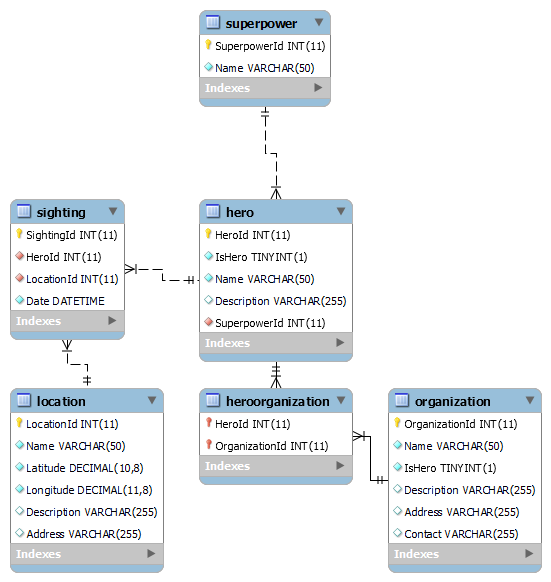 superpower
SuperpowerId INT(11)
Name VARCHAR(50)
Indexes
sighting
SightingId INT(11)
HeroId INT(11)
LocationId INT(11)
Date DATETIME
Indexes
hero
HeroId INT(11)
IsHero TINYINT(1)
Name VARCHAR(50)
Description VARCHAR(255)
SuperpowerId INT(11)
Indexes
location
LocationId INT(11)
Name VARCHAR(50)
Latitude DECIMAL(10,8)
Longitude DECIMAL(11,8)
Description VARCHAR(255)
Address VARCHAR(255)
Indexes
heroorganization
HeroId INT(11)
OrganizationId INT(11)
Indexes
organization
OrganizationId INT(11)
Name VARCHAR(50)
IsHero TINYINT(1)
Description VARCHAR(255)
Address VARCHAR(255)
Contact VARCHAR(255)
Indexes